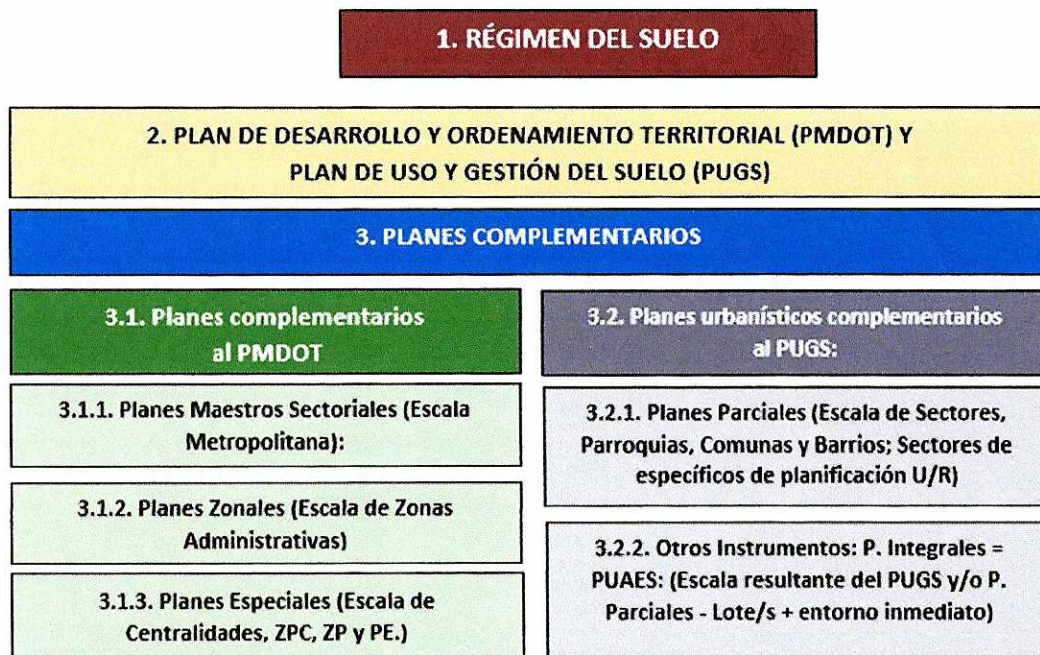 1. RÉGIMEN DEL SUELO
2. PLAN DE DESARROLLO Y ORDENAMIENTO TERRITORIAL (PMDOT) Y
PLAN DE USO Y GESTIÓN DEL SUELO (PUGS)
3. PLANES COMPLEMENTARIOS
3.1. Planes complementarios
al PMDOT
3.1.1. Planes Maestros Sectoriales (Escala
Metropolitana):
3.1.2. Planes Zonales (Escala de Zonas
Administrativas)
3.1.3. Planes Especiales (Escala de
Centralidades, ZPC, ZP y PE.)
3.2. Planes urbanísticos complementarios
al PUGS:
3.2.1. Planes Parciales (Escala de Sectores,
Parroquias, Comunas y Barrios; Sectores de
específicos de planificación U/R)
3.2.2. Otros Instrumentos: P. Integrales =
PUAES: (Escala resultante del PUGS y/o P.
Parciales - Lote/s + entorno inmediato)